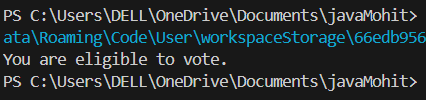 PS C:\Users\DELL\OneDrive\Documents\javaMohit>
ata\Roaming\Code\User\workspaceStorage\66edb956
You are eligible to vote.
PS C:\Users\DELL\OneDrive\Documents\javaMohit>